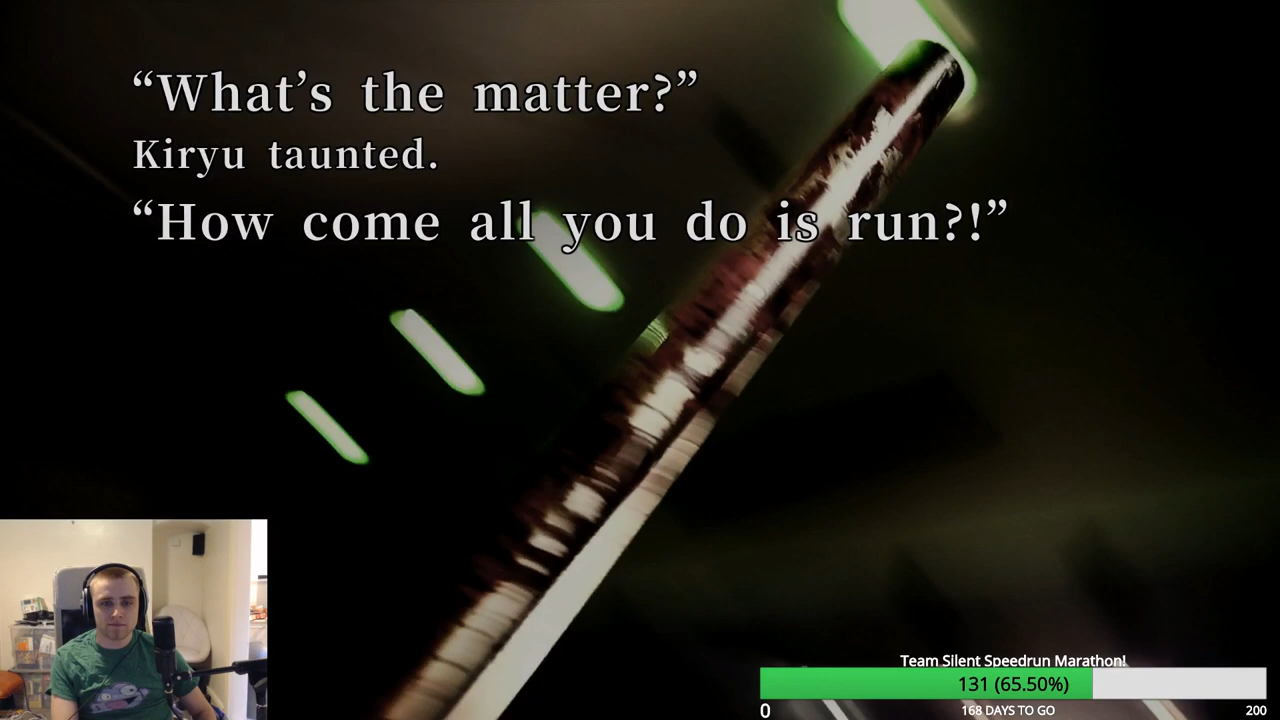 “What’s the matter?”
Kiryu taunted.
“How come all you do is run?!”
Team Silent Speedrun Marathon!
131 (65.50%)
0
168 DAYS TO GO
200